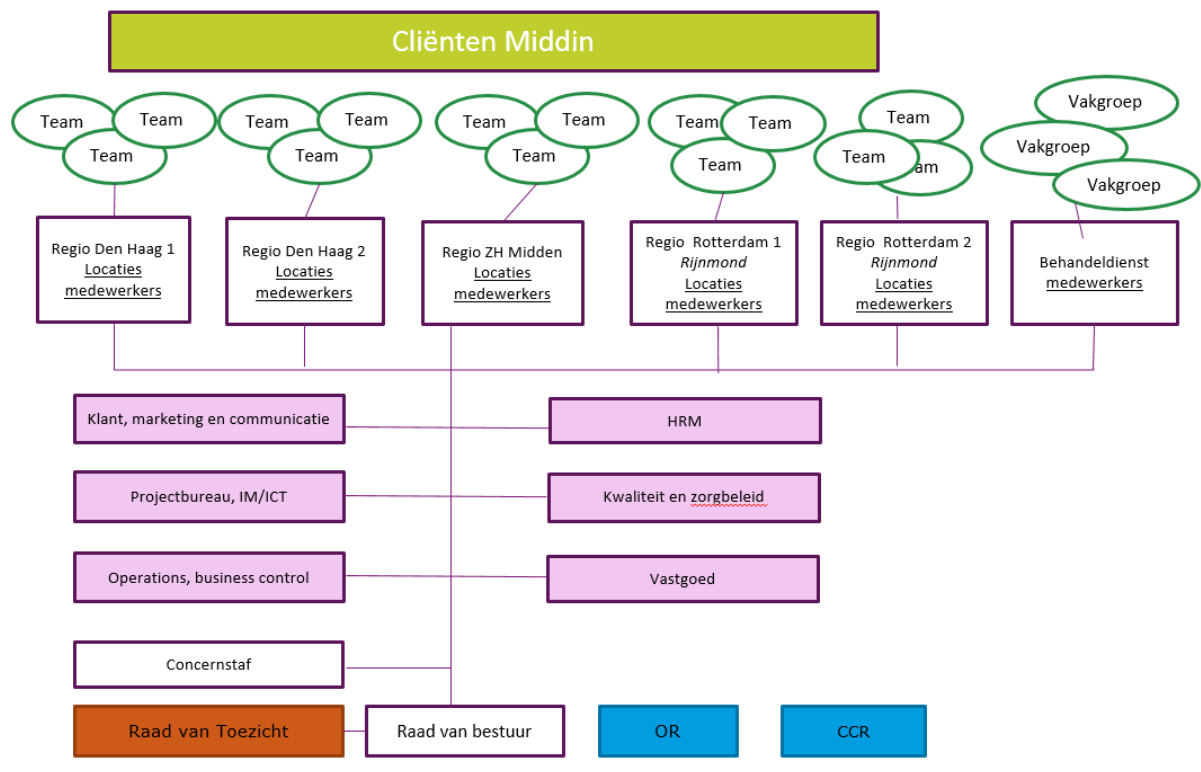 Cliënten Middin
Team
Team
Team
Team
Team
Team
Team
Team
Team
Team
Team
Team
Team
Team
am
Vakgroep
Vakgroep
Vakgroep
Regio Den Haag 1
Locaties
medewerkers
Regio Den Haag 2
Locaties
medewerkers
Regio ZH Midden
Locaties
medewerkers
Regio Rotterdam 1
Rijnmond
Locaties
medewerkers
Regio Rotterdam 2
Rijnmond
Locaties
medewerkers
Behandeldienst
medewerkers
Klant, marketing en communicatie
HRM
Projectbureau, IM/ICT
Kwaliteit en zorgbeleid
Operations, business control
Vastgoed
Concernstaf
Raad van Toezicht
Raad van bestuur
OR
CCR